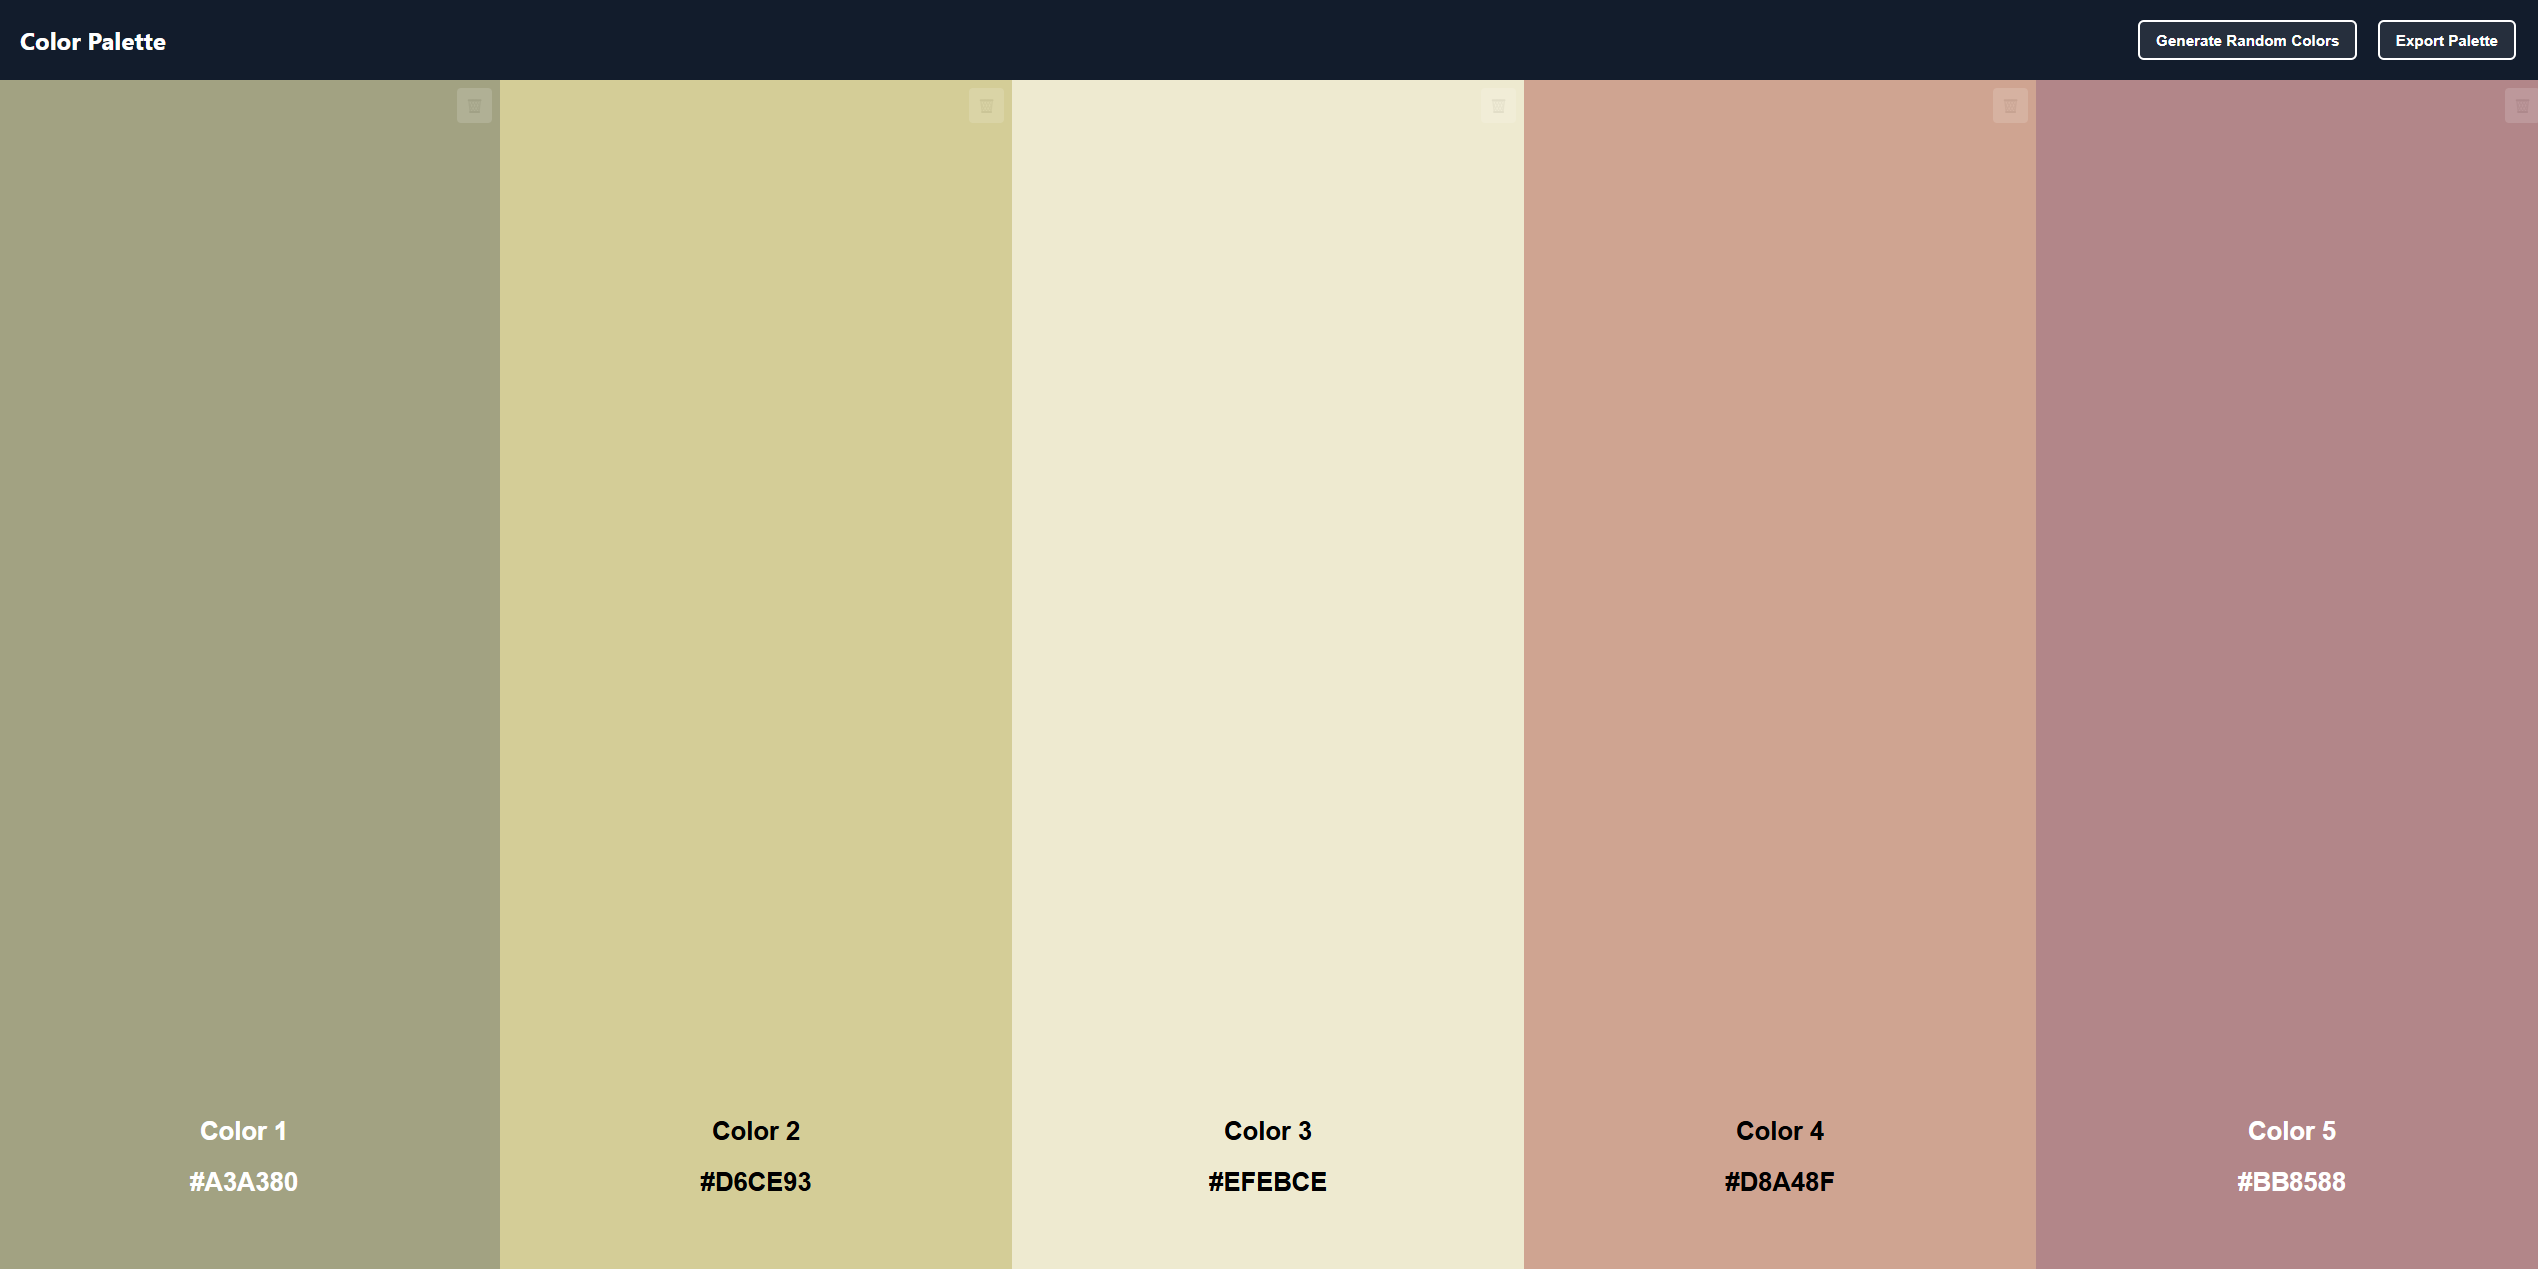 Color Palette
Generate Random Colors
Export Palette
Color 1
#A3A380
Color 2
#D6CE93
Color 3
#EFEBCE
Color 4
#D8A48F
Color 5
#BB8588